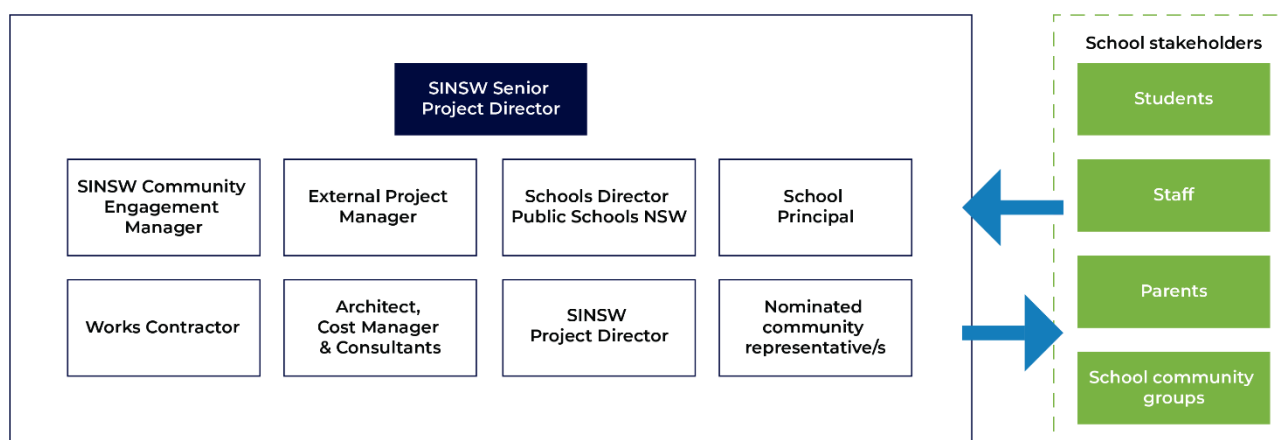 SINSW Senior
Project Director
SINSW Community
Engagement
Manager
External Project
Manager
Schools Director
Public Schools NSW
School
Principal
Works Contractor
Architect,
Cost Manager
& Consultants
SINSW
Project Director
Nominated
community
representative/s
School stakeholders
Students
Staff
Parents
School community
groups